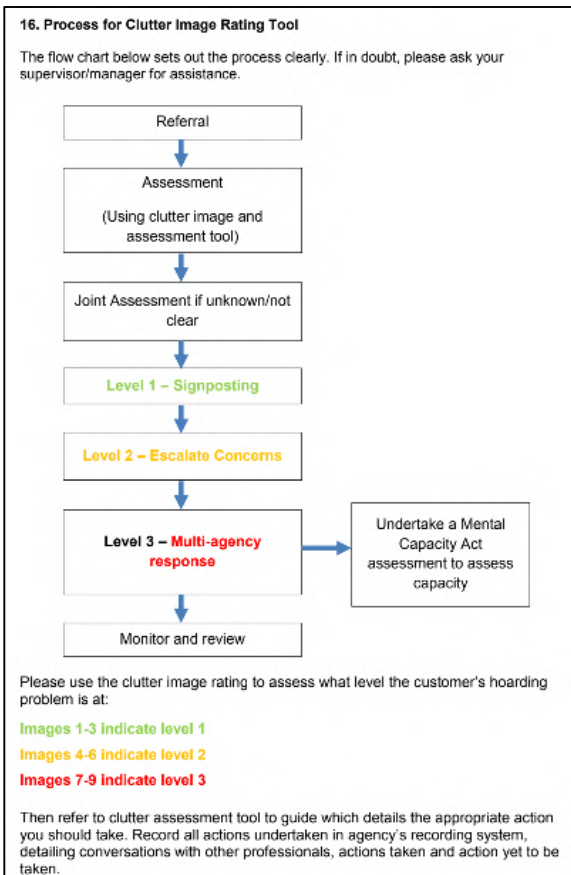 16. Process for Clutter Image Rating Tool
The flow chart below sets out the process clearly. If in doubt, please ask your
supervisor/manager for assistance.
Referral
Assessment
(Using clutter image and
assessment tool)
Joint Assessment if unknown/not
clear
Level 1 – Signposting
Level 2 – Escalate Concerns
Level 3 – Multi-agency
response
Undertake a Mental
Capacity Act
assessment to assess
capacity
Monitor and review
Please use the clutter image rating to assess what level the customer's hoarding
problem is at:
Images 1-3 indicate level 1
Images 4-6 indicate level 2
Images 7-9 indicate level 3
Then refer to clutter assessment tool to guide which details the appropriate action
you should take. Record all actions undertaken in agency's recording system,
detailing conversations with other professionals, actions taken and action yet to be
taken.